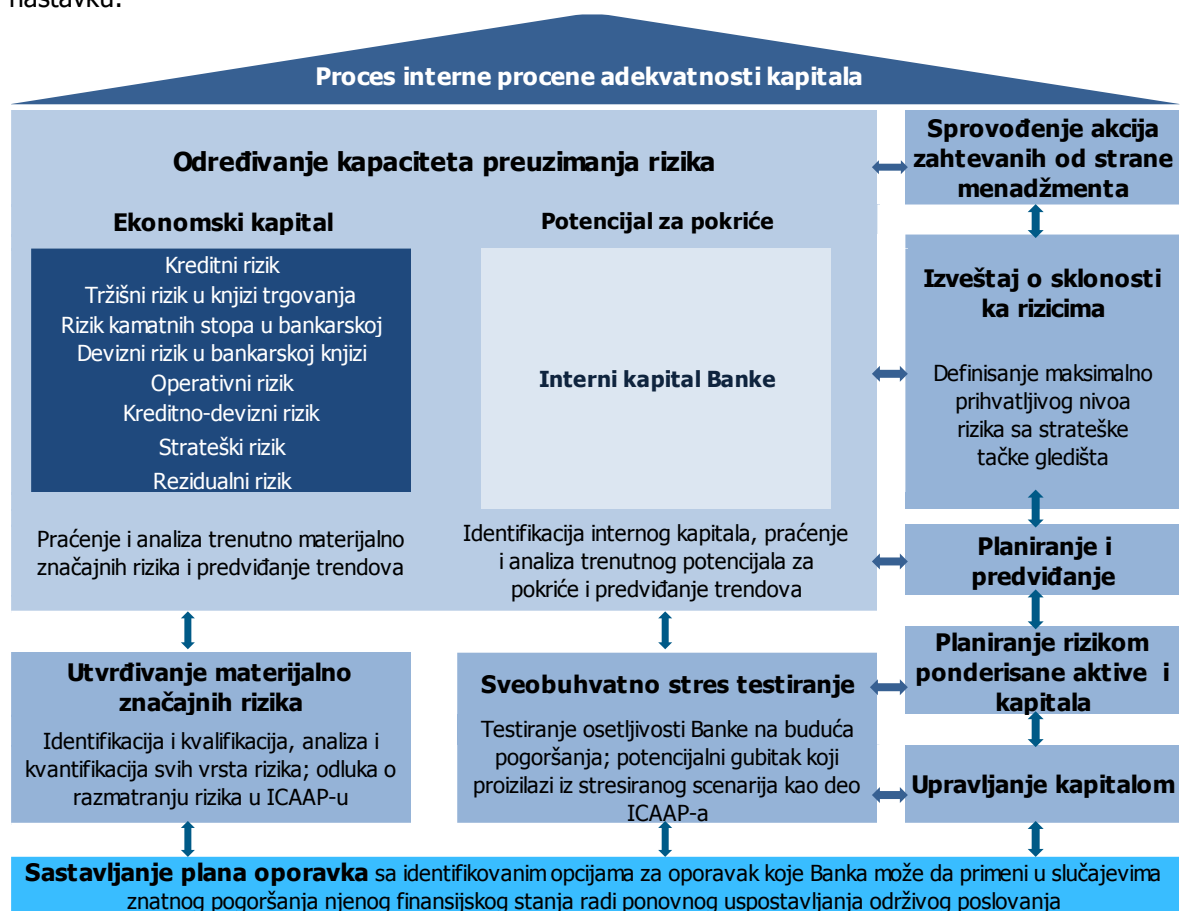 nastavku:
Proces interne procene adekvatnosti kapitala
Određivanje kapaciteta preuzimanja rizika
Ekonomski kapital
Kreditni rizik
Tržišni rizik u knjizi trgovanja
Rizik kamatnih stopa u bankarskoj
Devizni rizik u bankarskoj knjizi
Operativni rizik
Kreditno-devizni rizik
Strateški rizik
Rezidualni rizik
Praćenje i analiza trenutno materijalno
značajnih rizika i predviđanje trendova
Potencijal za pokriće
Interni kapital Banke
Identifikacija internog kapitala, praćenje
i analiza trenutnog potencijala za
pokriće i predviđanje trendova
Sprovođenje akcija
zahtevanih od strane
menadžmenta
Izveštaj o sklonosti
ka rizicima
Definisanje maksimalno
prihvatljivog nivoa
rizika sa strateške
tačke gledišta
Planiranje i
predviđanje
Utvrđivanje materijalno
značajnih rizika
Identifikacija i kvalifikacija, analiza i
kvantifikacija svih vrsta rizika; odluka o
razmatranju rizika u ICAAP-u
Sveobuhvatno stres testiranje
Testiranje osetljivosti Banke na buduća
pogoršanja; potencijalni gubitak koji
proizilazi iz stresiranog scenarija kao deo
ICAAP-a
Planiranje rizikom
ponderisane aktive i
kapitala
Upravljanje kapitalom
Sastavljanje plana oporavka sa identifikovanim opcijama za oporavak koje Banka može da primeni u slučajevima
znatnog pogoršanja njenog finansijskog stanja radi ponovnog uspostavljanja održivog poslovanja